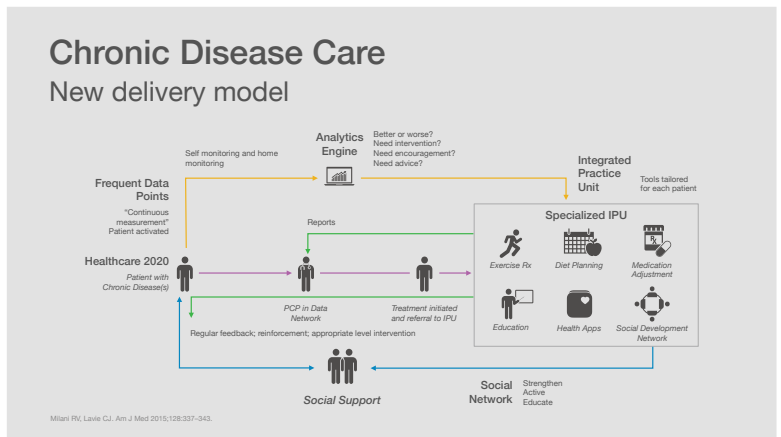 Chronic Disease Care
New delivery model
Analytics
Engine
Better or worse?
Need intervention?
Need encouragement?
Need advice?
Self monitoring and home
monitoring
Integrated
Practice
Unit
Tools tailored
for each patient
Frequent Data
Points
“Continuous
measurement”
Patient activated
Reports
Specialized IPU
Healthcare 2020
Patient with
Chronic Disease(s)
Exercise Rx
Diet Planning
Rx
Medication
Adjustment
PCP in Data
Network
Treatment initiated
and referral to IPU
Education
Health Apps
Social Development
Network
Regular feedback; reinforcement; appropriate level intervention
Social Support
Social
Network
Strengthen
Active
Educate
Milani RV, Lavie CJ. Am J Med 2015;128:337–343.